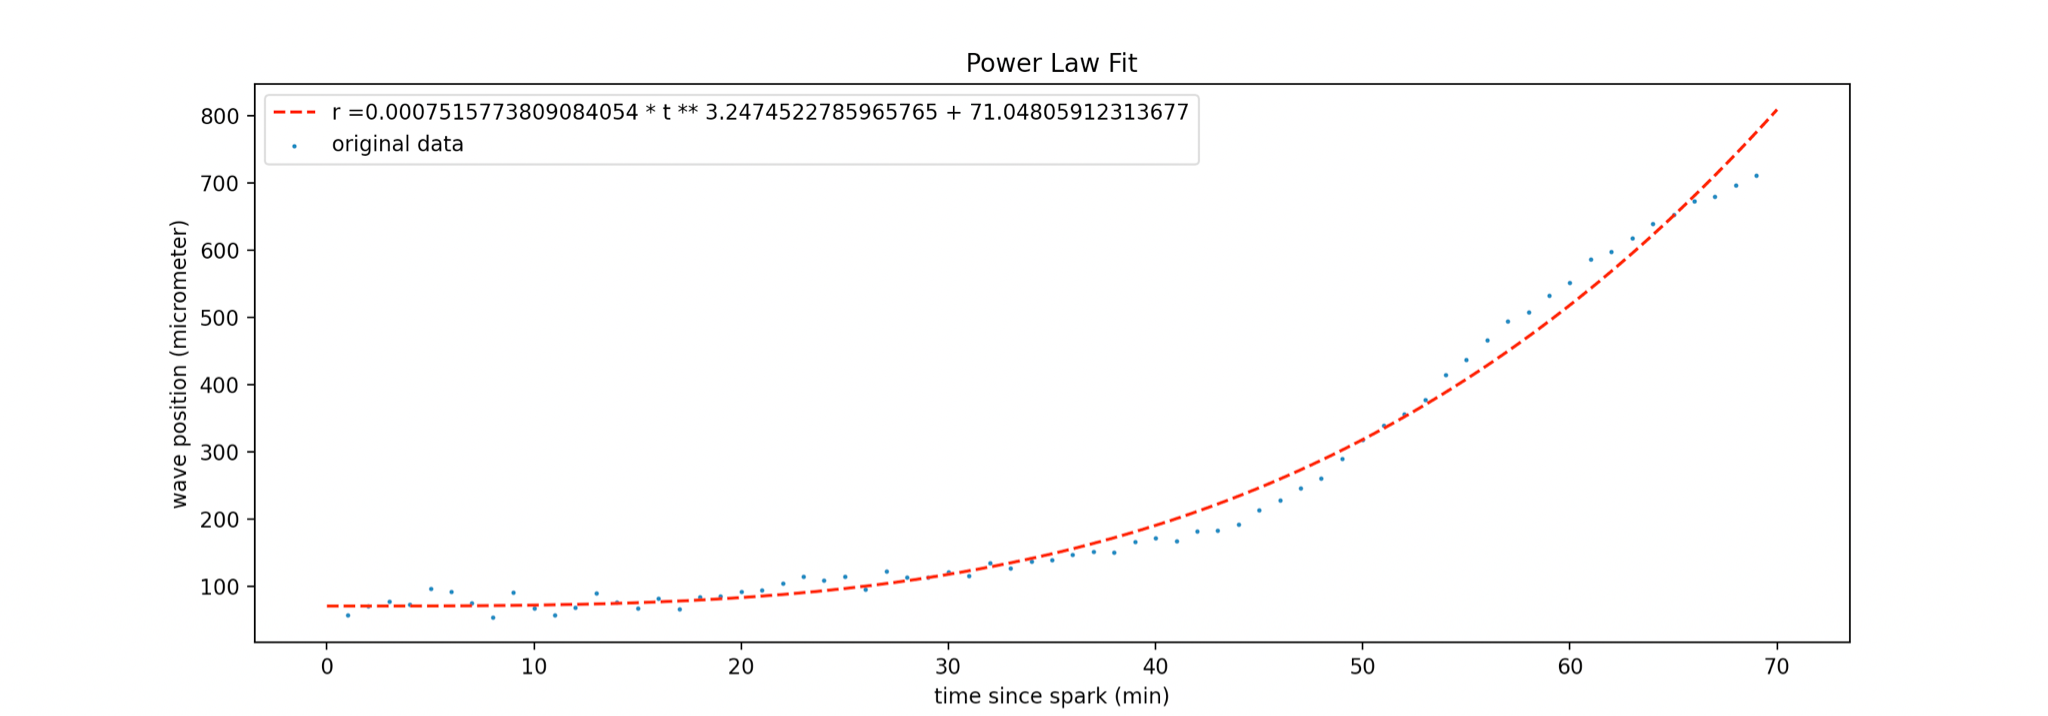 Power Law Fit
r =0.0007515773809084054 * t ** 3.2474522785965765 + 71.04805912313677
original data
800
700
600
500
400
300
200
100
wave position (micrometer)
0 10 20 30 40 50 60 70
time since spark (min)